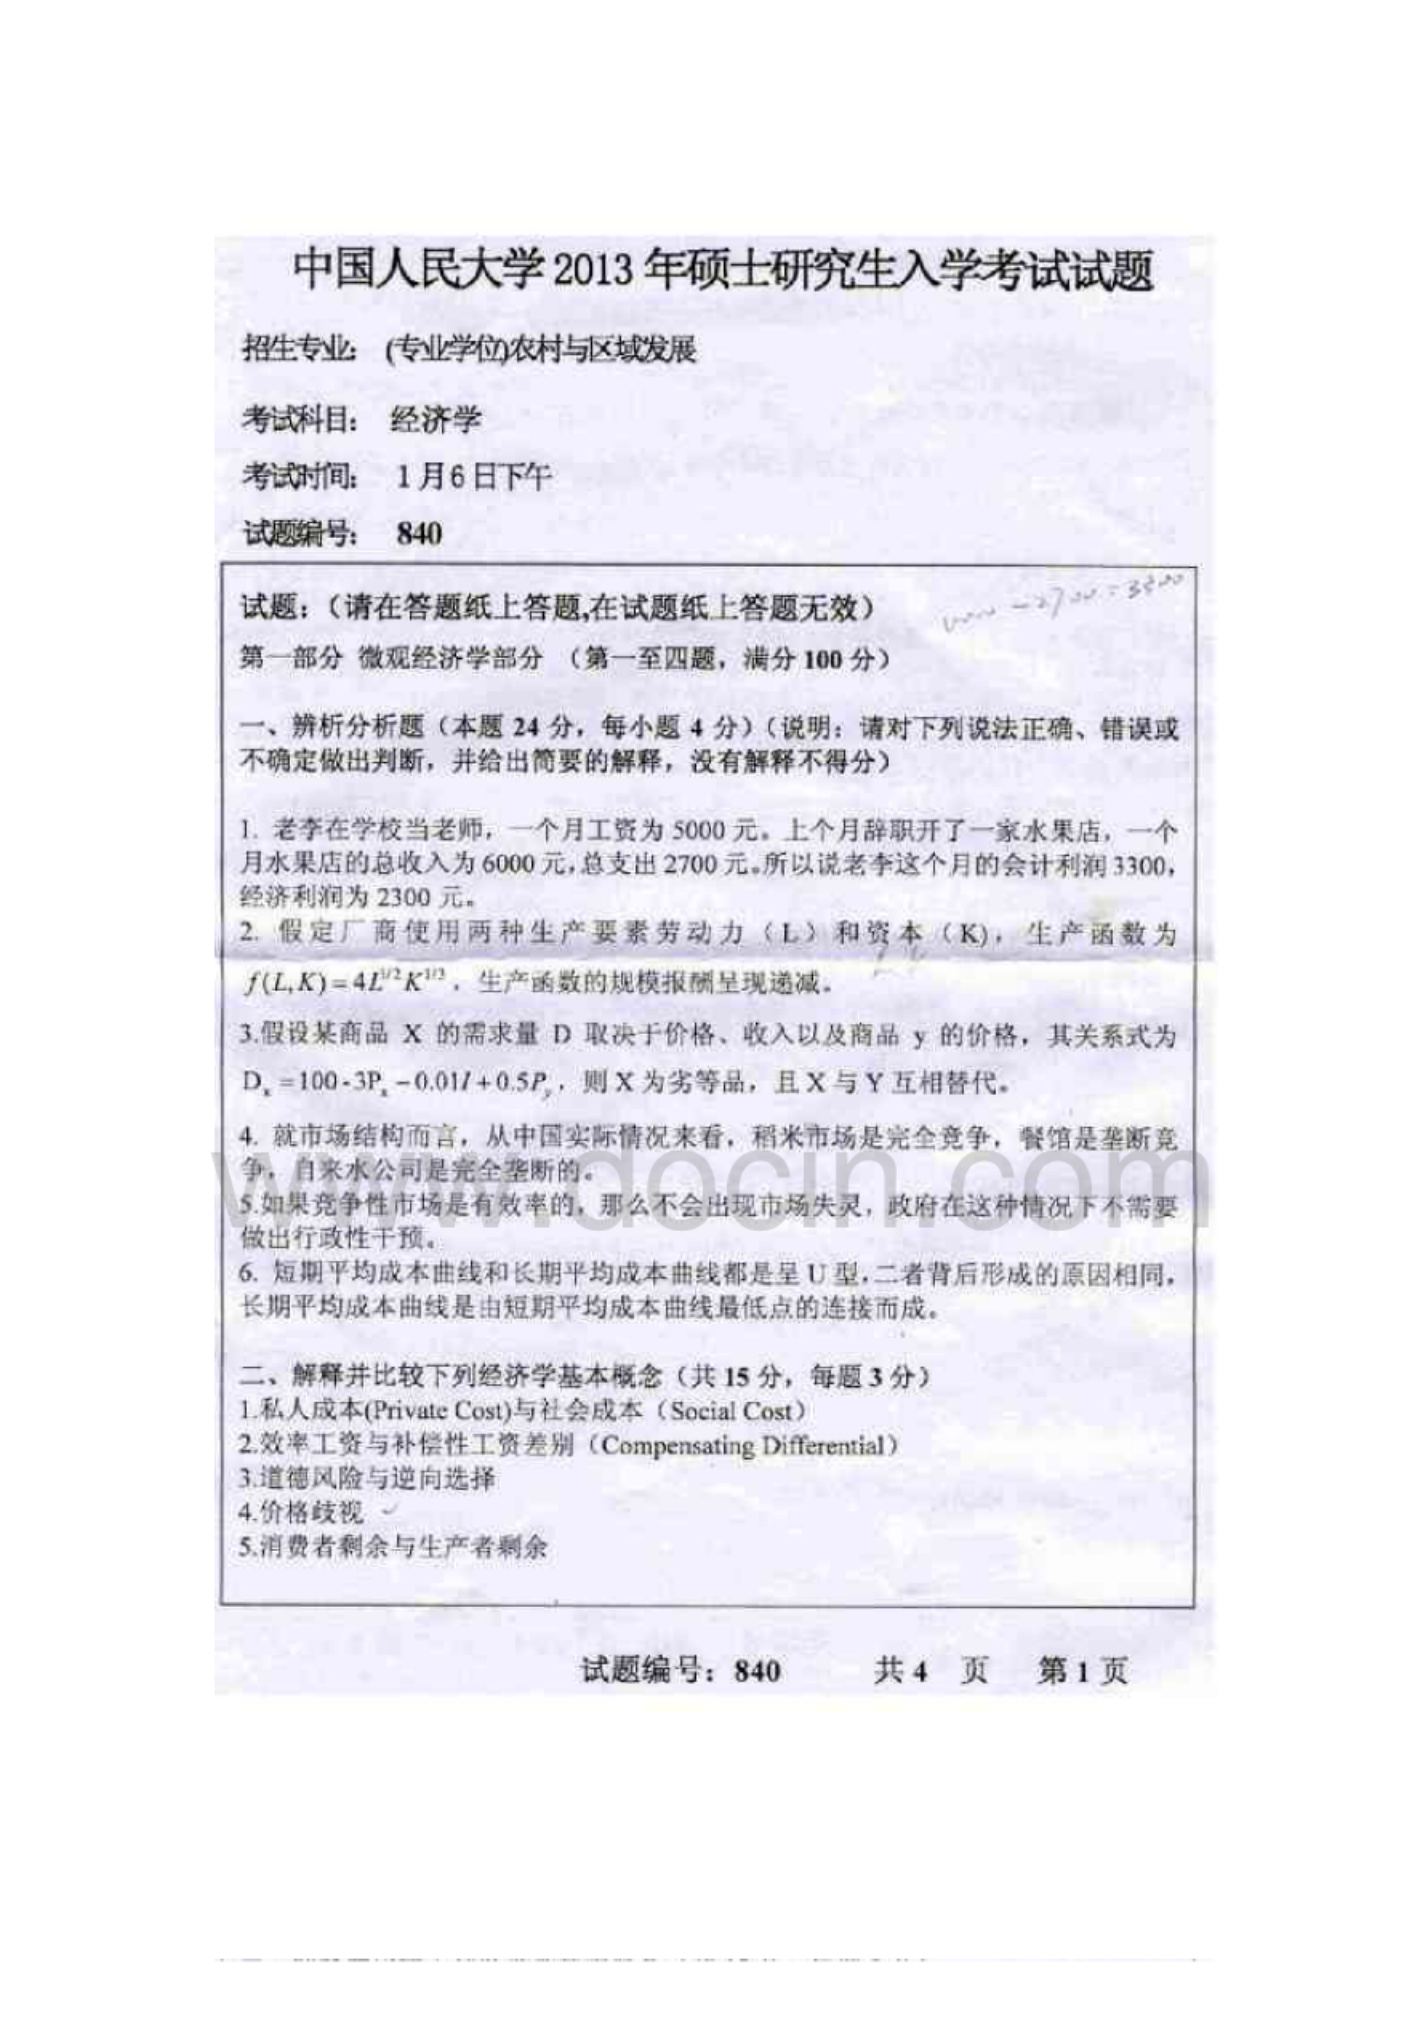 中国人民大学2013年硕士研究生入学考试试题
招生专业： (专业学位)农村与区域发展
考试科目： 经济学
考试时间： 1月6日下午
试题编号： 840
试题：（请在答题纸上答题,在试题纸上答题无效）
-2700=3300
第一部分 微观经济学部分 （第一至四题，满分100分）
一、辨析分析题（本题24分，每小题4分）（说明：请对下列说法正确、错误或
不确定做出判断，并给出简要的解释，没有解释不得分）
1. 老李在学校当老师，一个月工资为5000元。上个月辞职开了一家水果店，一个
月水果店的总收入为6000元，总支出2700元。所以说老李这个月的会计利润3300，
经济利润为2300元。
2. 假定厂商使用两种生产要素劳动力（L）和资本（K)，生产函数为
f(L,K)=4L^{1/2}K^{1/3}，生产函数的规模报酬呈现递减。
3.假设某商品 X 的需求量 D 取决于价格、收入以及商品 y 的价格，其关系式为
D_x=100-3P_x-0.01I+0.5P_y，则X为劣等品，且X与Y互相替代。
4. 就市场结构而言，从中国实际情况来看，稻米市场是完全竞争，餐馆是垄断竞
争，自来水公司是完全垄断的。
www.docin.com
5.如果竞争性市场是有效率的，那么不会出现市场失灵，政府在这种情况下不需要
做出行政性干预。
6. 短期平均成本曲线和长期平均成本曲线都是呈U型，二者背后形成的原因相同，
长期平均成本曲线是由短期平均成本曲线最低点的连接而成。
二、解释并比较下列经济学基本概念（共15分，每题3分）
1.私人成本(Private Cost)与社会成本（Social Cost）
2.效率工资与补偿性工资差别（Compensating Differential）
3.道德风险与逆向选择
4.价格歧视
5.消费者剩余与生产者剩余
试题编号：840 共4 页 第1页